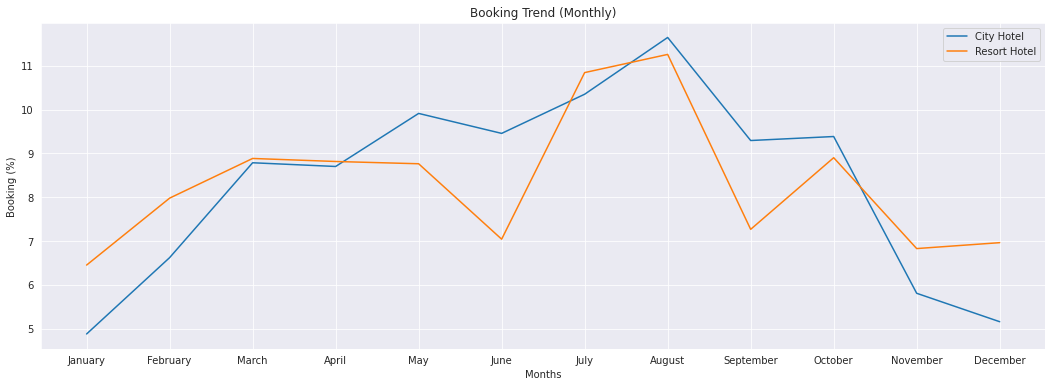 Booking Trend (Monthly)
City Hotel
Resort Hotel
Booking (%)
11
10
9
8
7
6
5
January February March April May June July August September October November December
Months